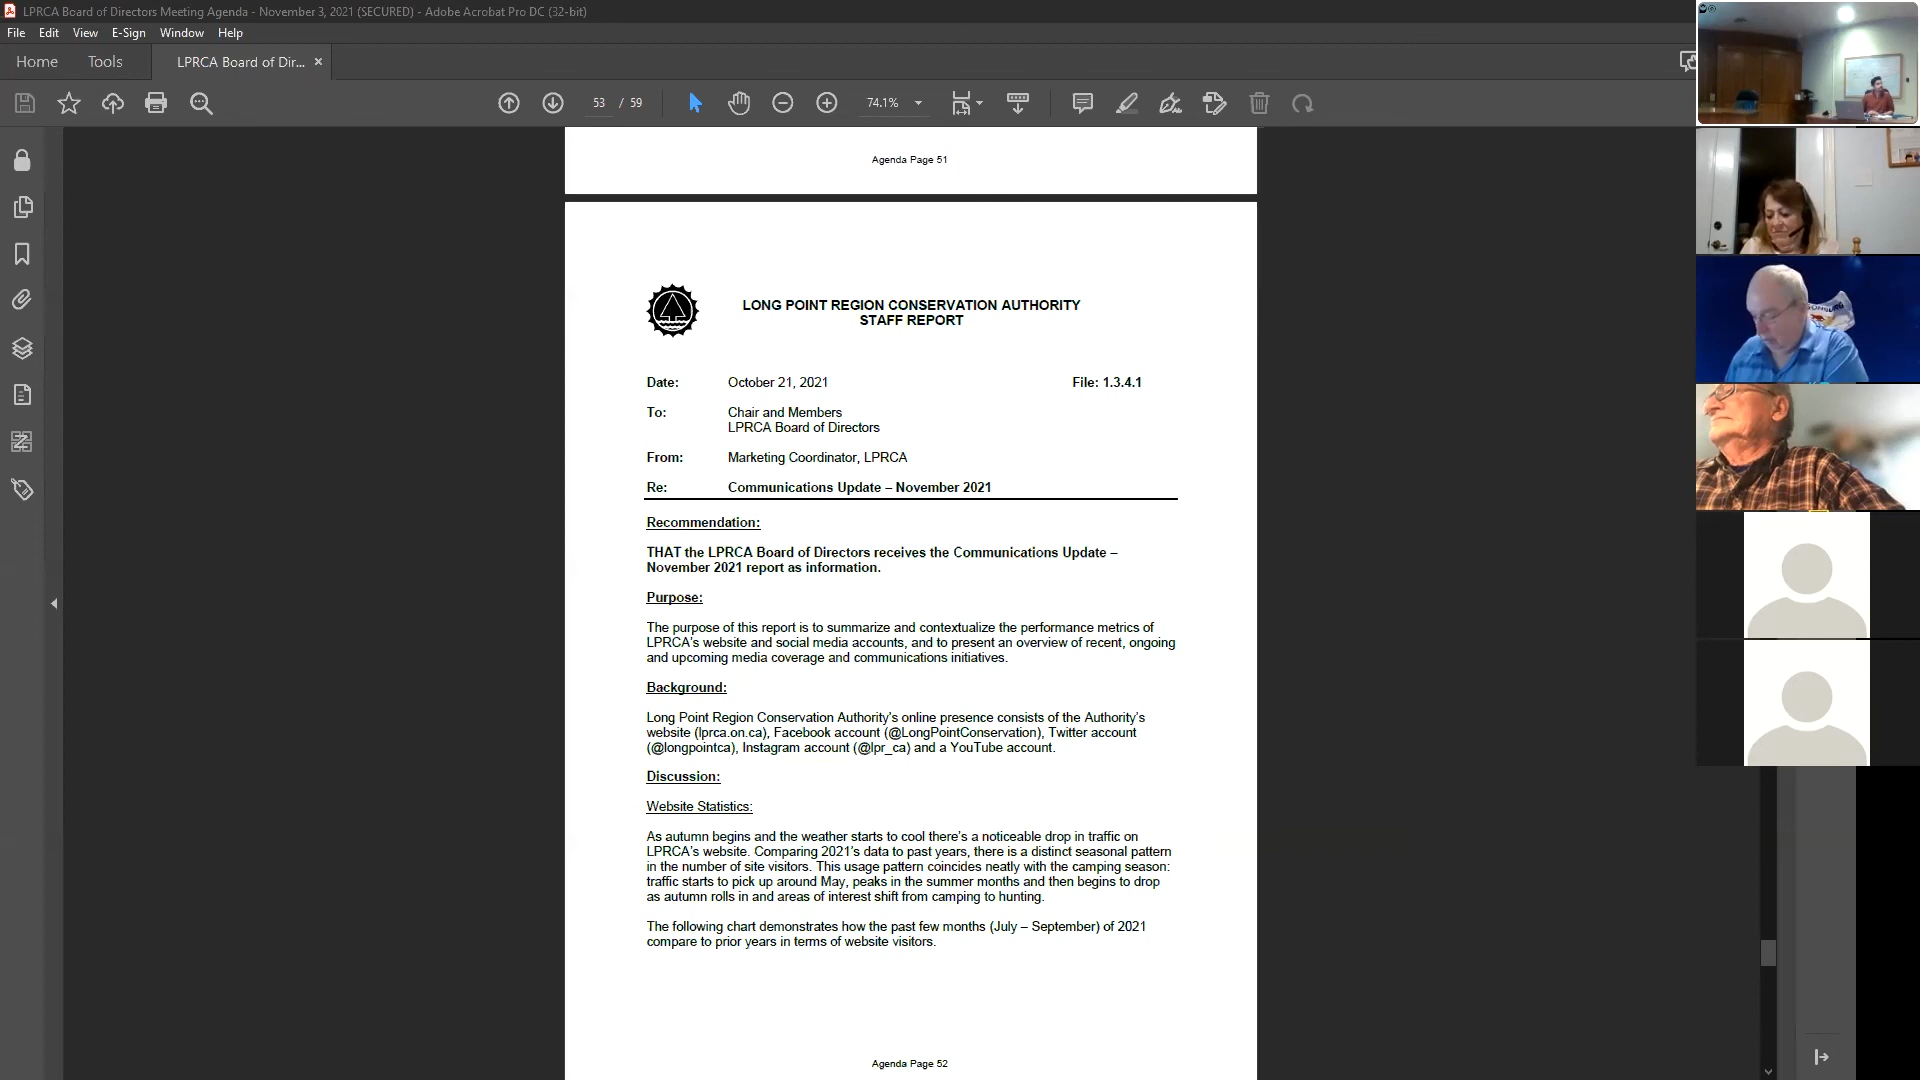 LPRCA Board of Directors Meeting Agenda - November 3, 2021 (SECURED) - Adobe Acrobat Pro DC (32-bit)
File Edit View E-Sign Window Help
Home Tools LPRCA Board of Dir... ×
53 / 59 74.1%
Agenda Page 51
LONG POINT REGION CONSERVATION AUTHORITY
STAFF REPORT
Date: October 21, 2021 File: 1.3.4.1
To: Chair and Members
LPRCA Board of Directors
From: Marketing Coordinator, LPRCA
Re: Communications Update – November 2021
Recommendation:
THAT the LPRCA Board of Directors receives the Communications Update –
November 2021 report as information.
Purpose:
The purpose of this report is to summarize and contextualize the performance metrics of
LPRCA's website and social media accounts, and to present an overview of recent, ongoing
and upcoming media coverage and communications initiatives.
Background:
Long Point Region Conservation Authority's online presence consists of the Authority's
website (lprca.on.ca), Facebook account (@LongPointConservation), Twitter account
(@longpointca), Instagram account (@lpr_ca) and a YouTube account.
Discussion:
Website Statistics:
As autumn begins and the weather starts to cool there's a noticeable drop in traffic on
LPRCA's website. Comparing 2021's data to past years, there is a distinct seasonal pattern
in the number of site visitors. This usage pattern coincides neatly with the camping season:
traffic starts to pick up around May, peaks in the summer months and then begins to drop
as autumn rolls in and areas of interest shift from camping to hunting.
The following chart demonstrates how the past few months (July – September) of 2021
compare to prior years in terms of website visitors.
Agenda Page 52